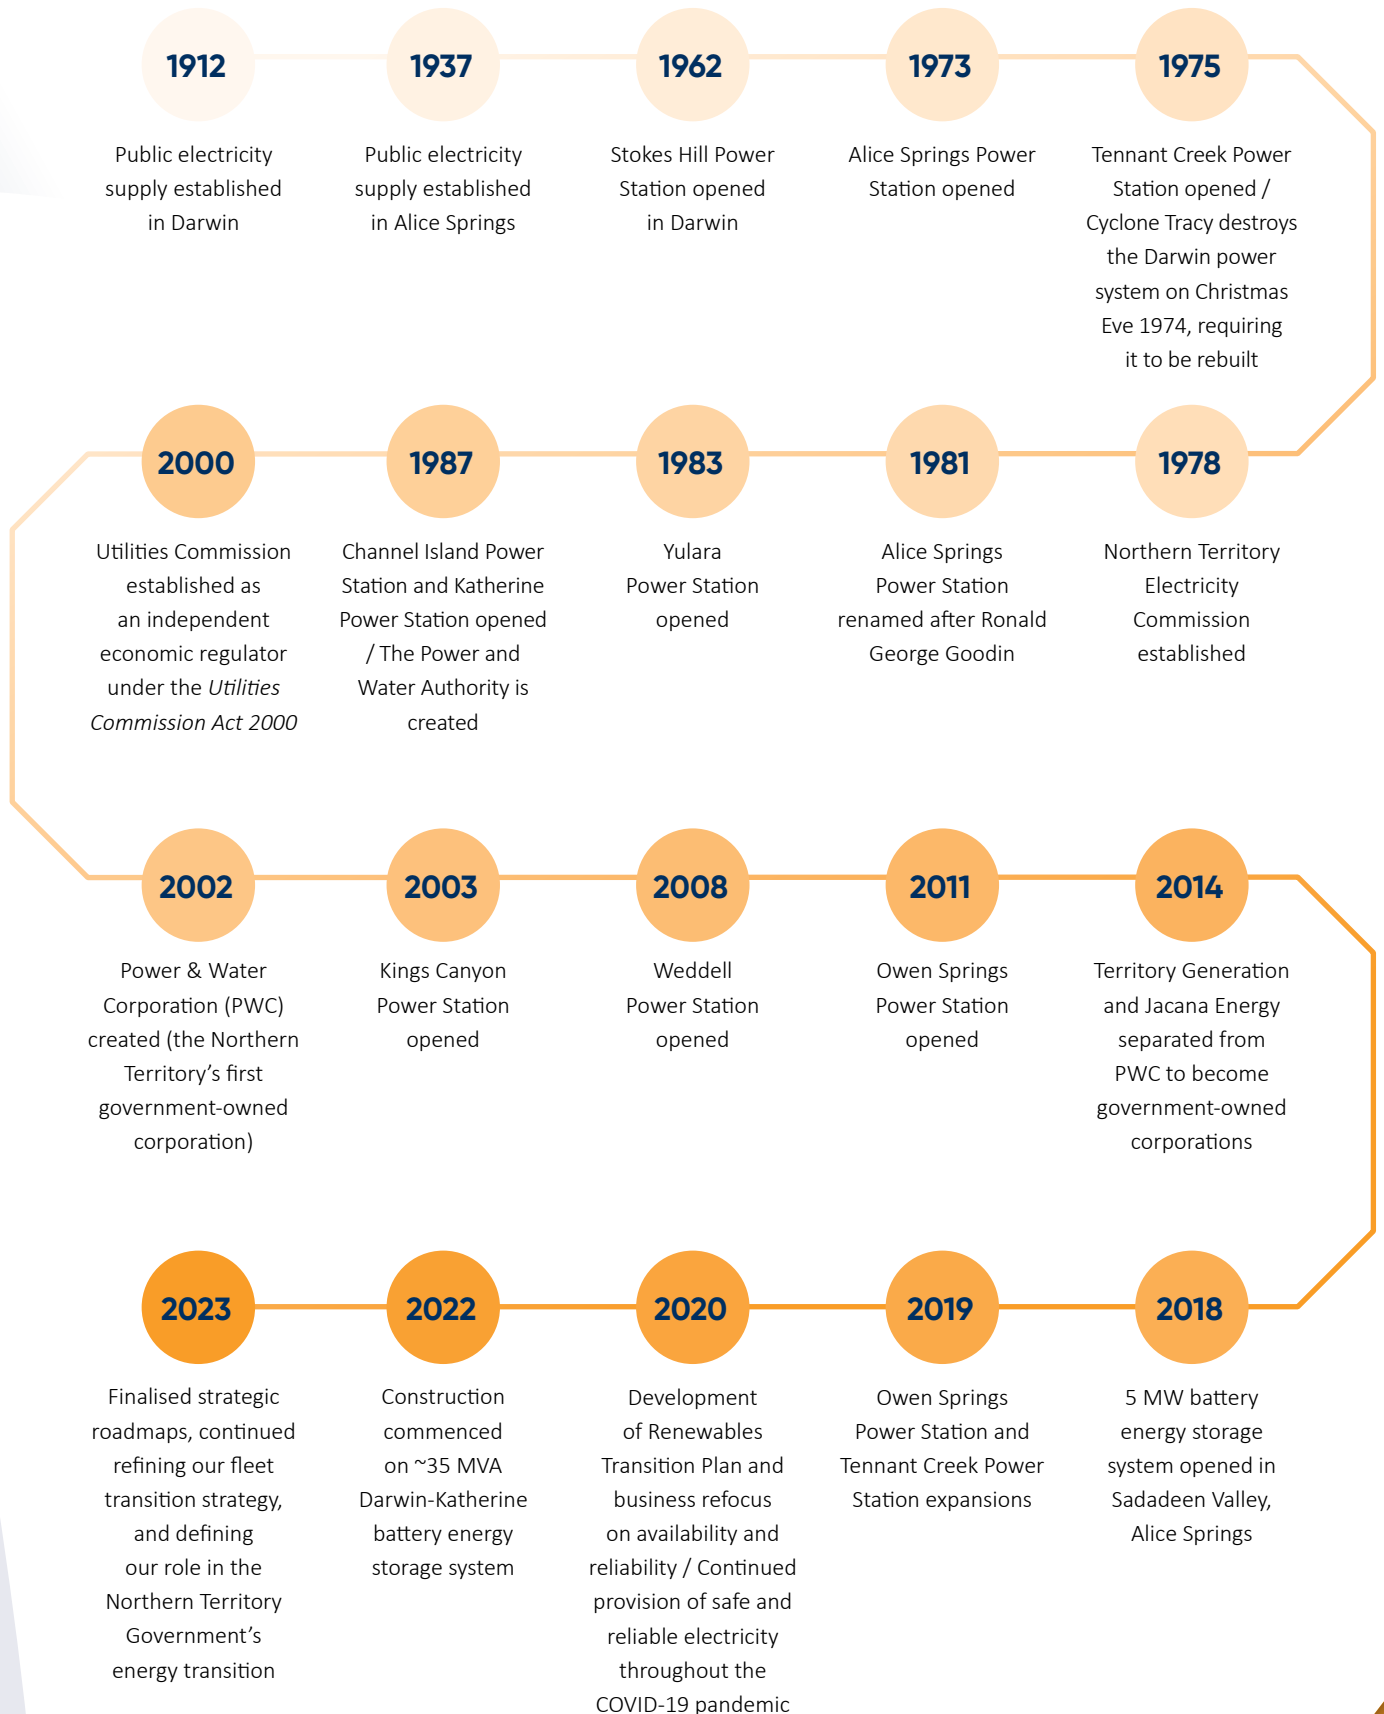 1912
Public electricity
supply established
in Darwin
1937
Public electricity
supply established
in Alice Springs
1962
Stokes Hill Power
Station opened
in Darwin
1973
Alice Springs Power
Station opened
1975
Tennant Creek Power
Station opened /
Cyclone Tracy destroys
the Darwin power
system on Christmas
Eve 1974, requiring
it to be rebuilt
1978
Northern Territory
Electricity
Commission
established
1981
Alice Springs
Power Station
renamed after Ronald
George Goodin
1983
Yulara
Power Station
opened
1987
Channel Island Power
Station and Katherine
Power Station opened
/ The Power and
Water Authority is
created
2000
Utilities Commission
established as
an independent
economic regulator
under the Utilities
Commission Act 2000
2002
Power & Water
Corporation (PWC)
created (the Northern
Territory’s first
government-owned
corporation)
2003
Kings Canyon
Power Station
opened
2008
Weddell
Power Station
opened
2011
Owen Springs
Power Station
opened
2014
Territory Generation
and Jacana Energy
separated from
PWC to become
government-owned
corporations
2018
5 MW battery
energy storage
system opened in
Sadadeen Valley,
Alice Springs
2019
Owen Springs
Power Station and
Tennant Creek Power
Station expansions
2020
Development
of Renewables
Transition Plan and
business refocus
on availability and
reliability / Continued
provision of safe and
reliable electricity
throughout the
COVID-19 pandemic
2022
Construction
commenced
on ~35 MVA
Darwin-Katherine
battery energy
storage system
2023
Finalised strategic
roadmaps, continued
refining our fleet
transition strategy,
and defining
our role in the
Northern Territory
Government’s
energy transition